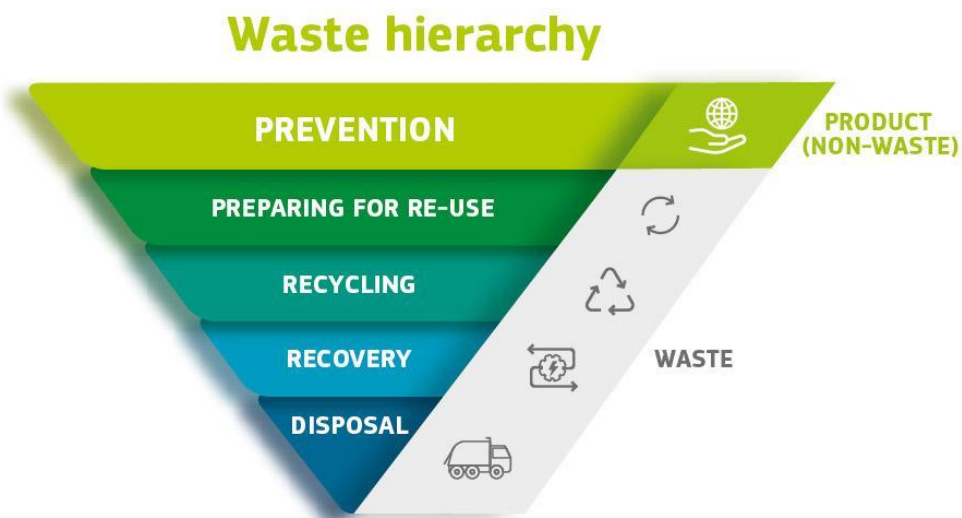 Waste hierarchy
PREVENTION
PRODUCT
(NON-WASTE)
PREPARING FOR RE-USE
RECYCLING
RECOVERY
WASTE
DISPOSAL